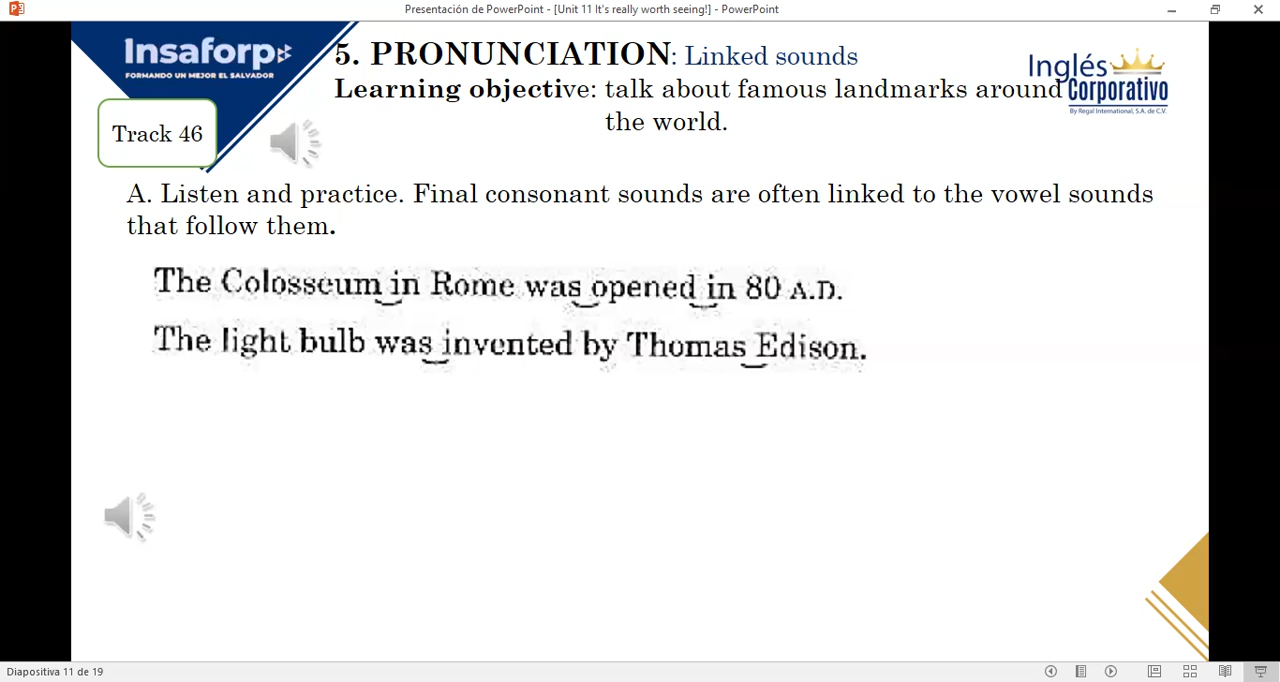 Presentación de PowerPoint - [Unit 11 It's really worth seeing!] - PowerPoint
Insaforp
FORMANDO UN MEJOR EL SALVADOR
5. PRONUNCIATION: Linked sounds
Learning objective: talk about famous landmarks around
the world.
Inglés
Corporativo
By Regal International, S.A. de C.V.
Track 46
A. Listen and practice. Final consonant sounds are often linked to the vowel sounds
that follow them.
The Colosseum in Rome was opened in 80 A.D.
The light bulb was invented by Thomas Edison.
Diapositiva 11 de 19